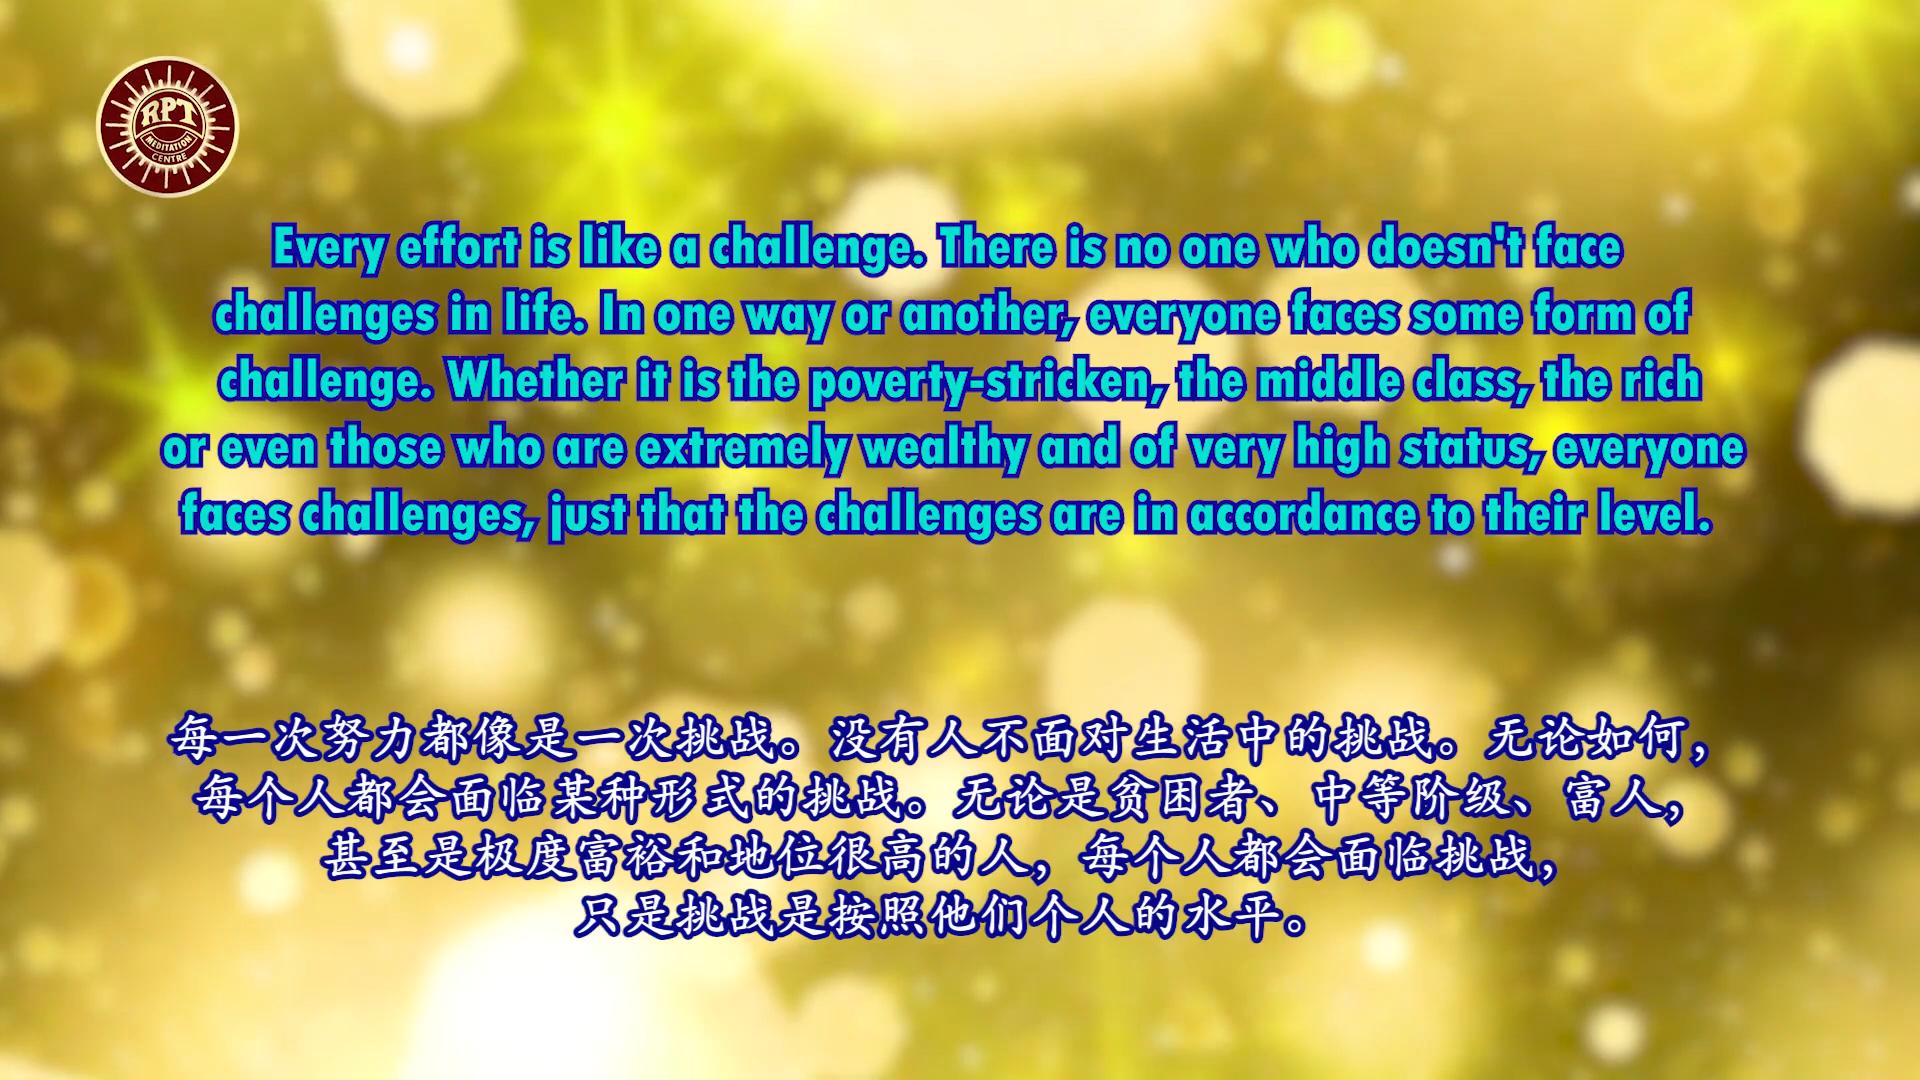 RPT
MEDITATION
CENTRE
Every effort is like a challenge. There is no one who doesn't face
challenges in life. In one way or another, everyone faces some form of
challenge. Whether it is the poverty-stricken, the middle class, the rich
or even those who are extremely wealthy and of very high status, everyone
faces challenges, just that the challenges are in accordance to their level.
每一次努力都像是一次挑战。没有人不面对生活中的挑战。无论如何，
每个人都会面临某种形式的挑战。无论是贫困者、中等阶级、富人，
甚至是极度富裕和地位很高的人，每个人都会面临挑战，
只是挑战是按照他们个人的水平。